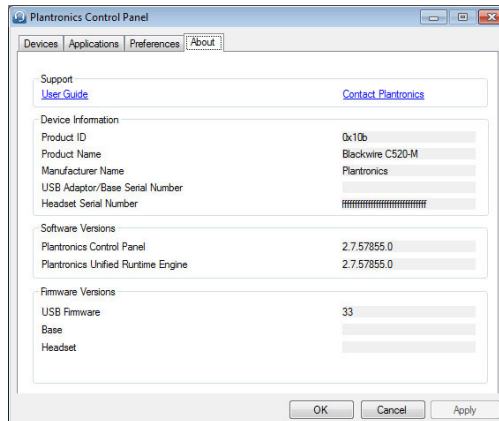 Plantronics Control Panel
Devices Applications Preferences About
Support
User Guide Contact Plantronics
Device Information
Product ID 0x10b
Product Name Blackwire C520-M
Manufacturer Name Plantronics
USB Adaptor/Base Serial Number
Headset Serial Number
Software Versions
Plantronics Control Panel 2.7.57855.0
Plantronics Unified Runtime Engine 2.7.57855.0
Firmware Versions
USB Firmware 33
Base
Headset
OK Cancel Apply